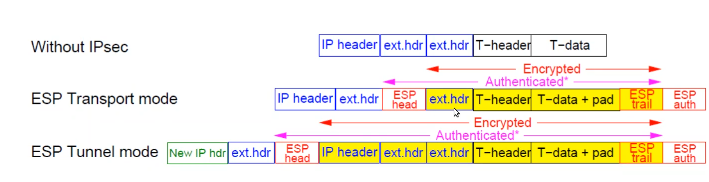 Without IPsec IP header ext.hdr ext.hdr T-header T-data
Encrypted
Authenticated*
ESP Transport mode IP header ext.hdr ESP head ext.hdr T-header T-data + pad ESP trail ESP auth
Encrypted
Authenticated*
ESP Tunnel mode New IP hdr ext.hdr ESP head IP header ext.hdr ext.hdr T-header T-data + pad ESP trail ESP auth